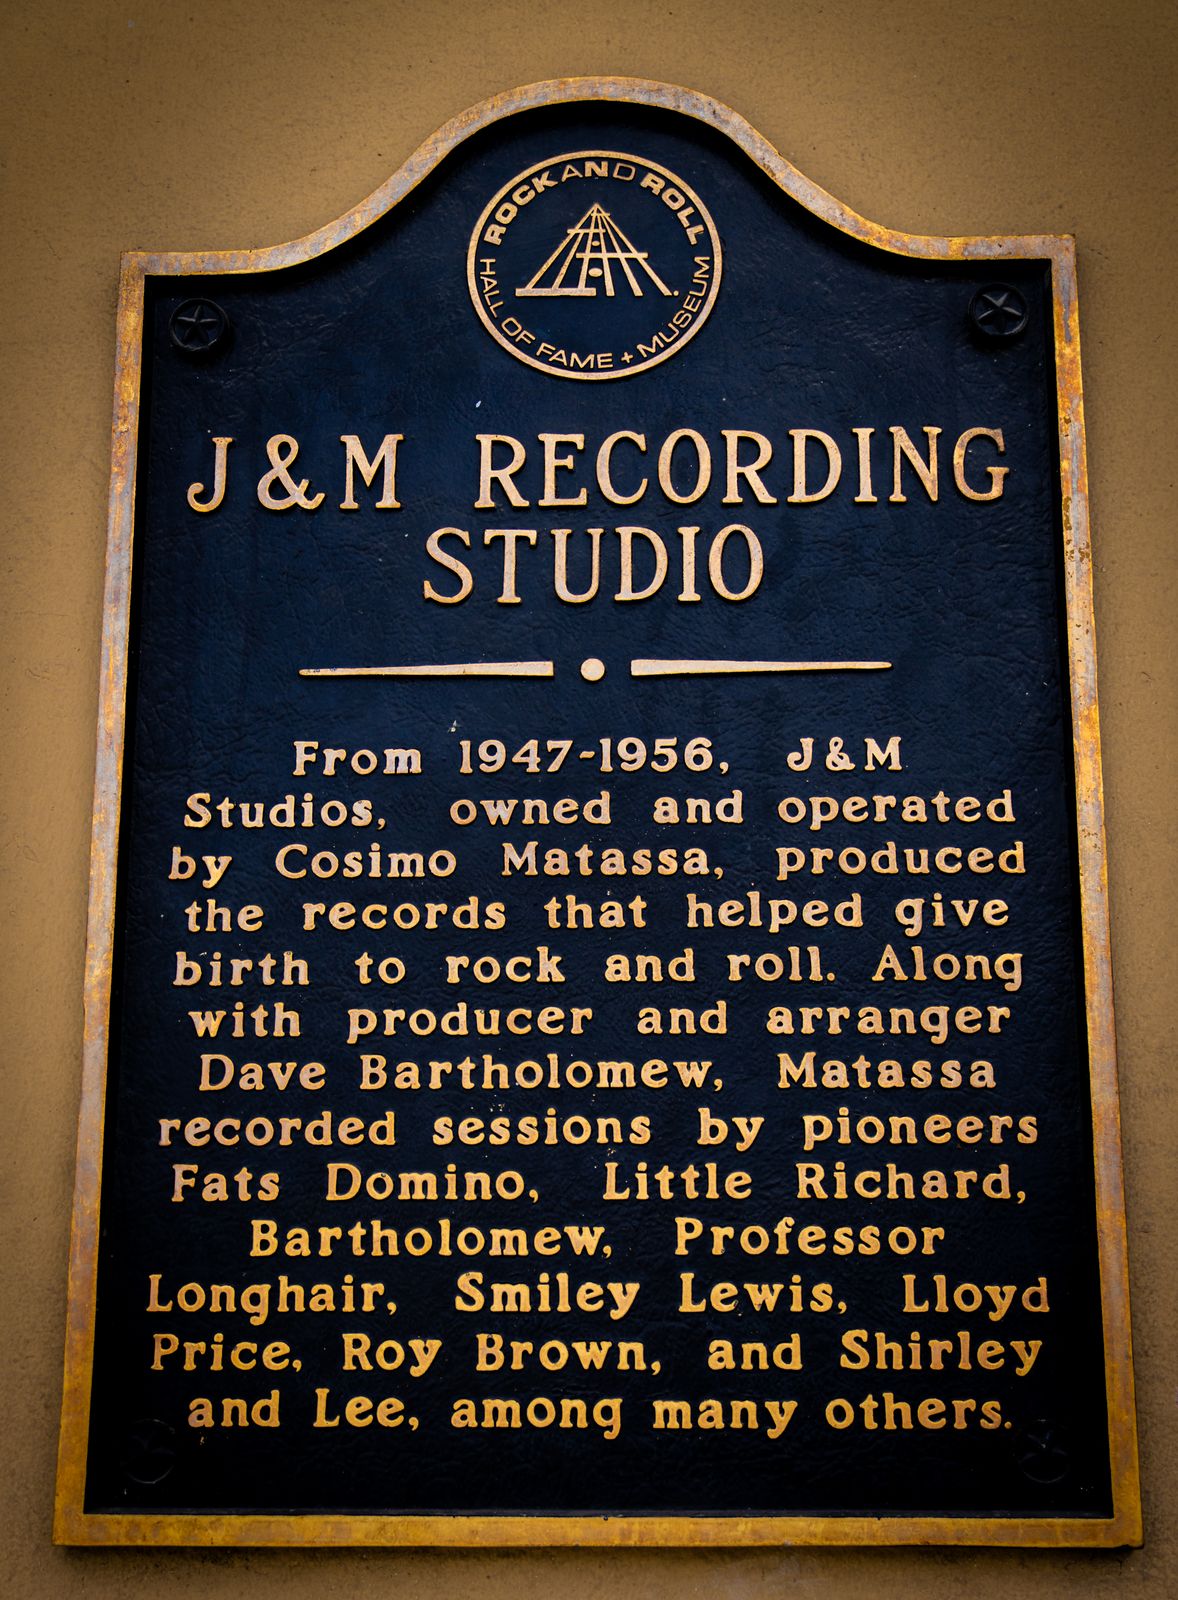 ROCK AND ROLL
HALL OF FAME + MUSEUM
J&M RECORDING
STUDIO
From 1947-1956, J&M
Studios, owned and operated
by Cosimo Matassa, produced
the records that helped give
birth to rock and roll. Along
with producer and arranger
Dave Bartholomew, Matassa
recorded sessions by pioneers
Fats Domino, Little Richard,
Bartholomew, Professor
Longhair, Smiley Lewis, Lloyd
Price, Roy Brown, and Shirley
and Lee, among many others.